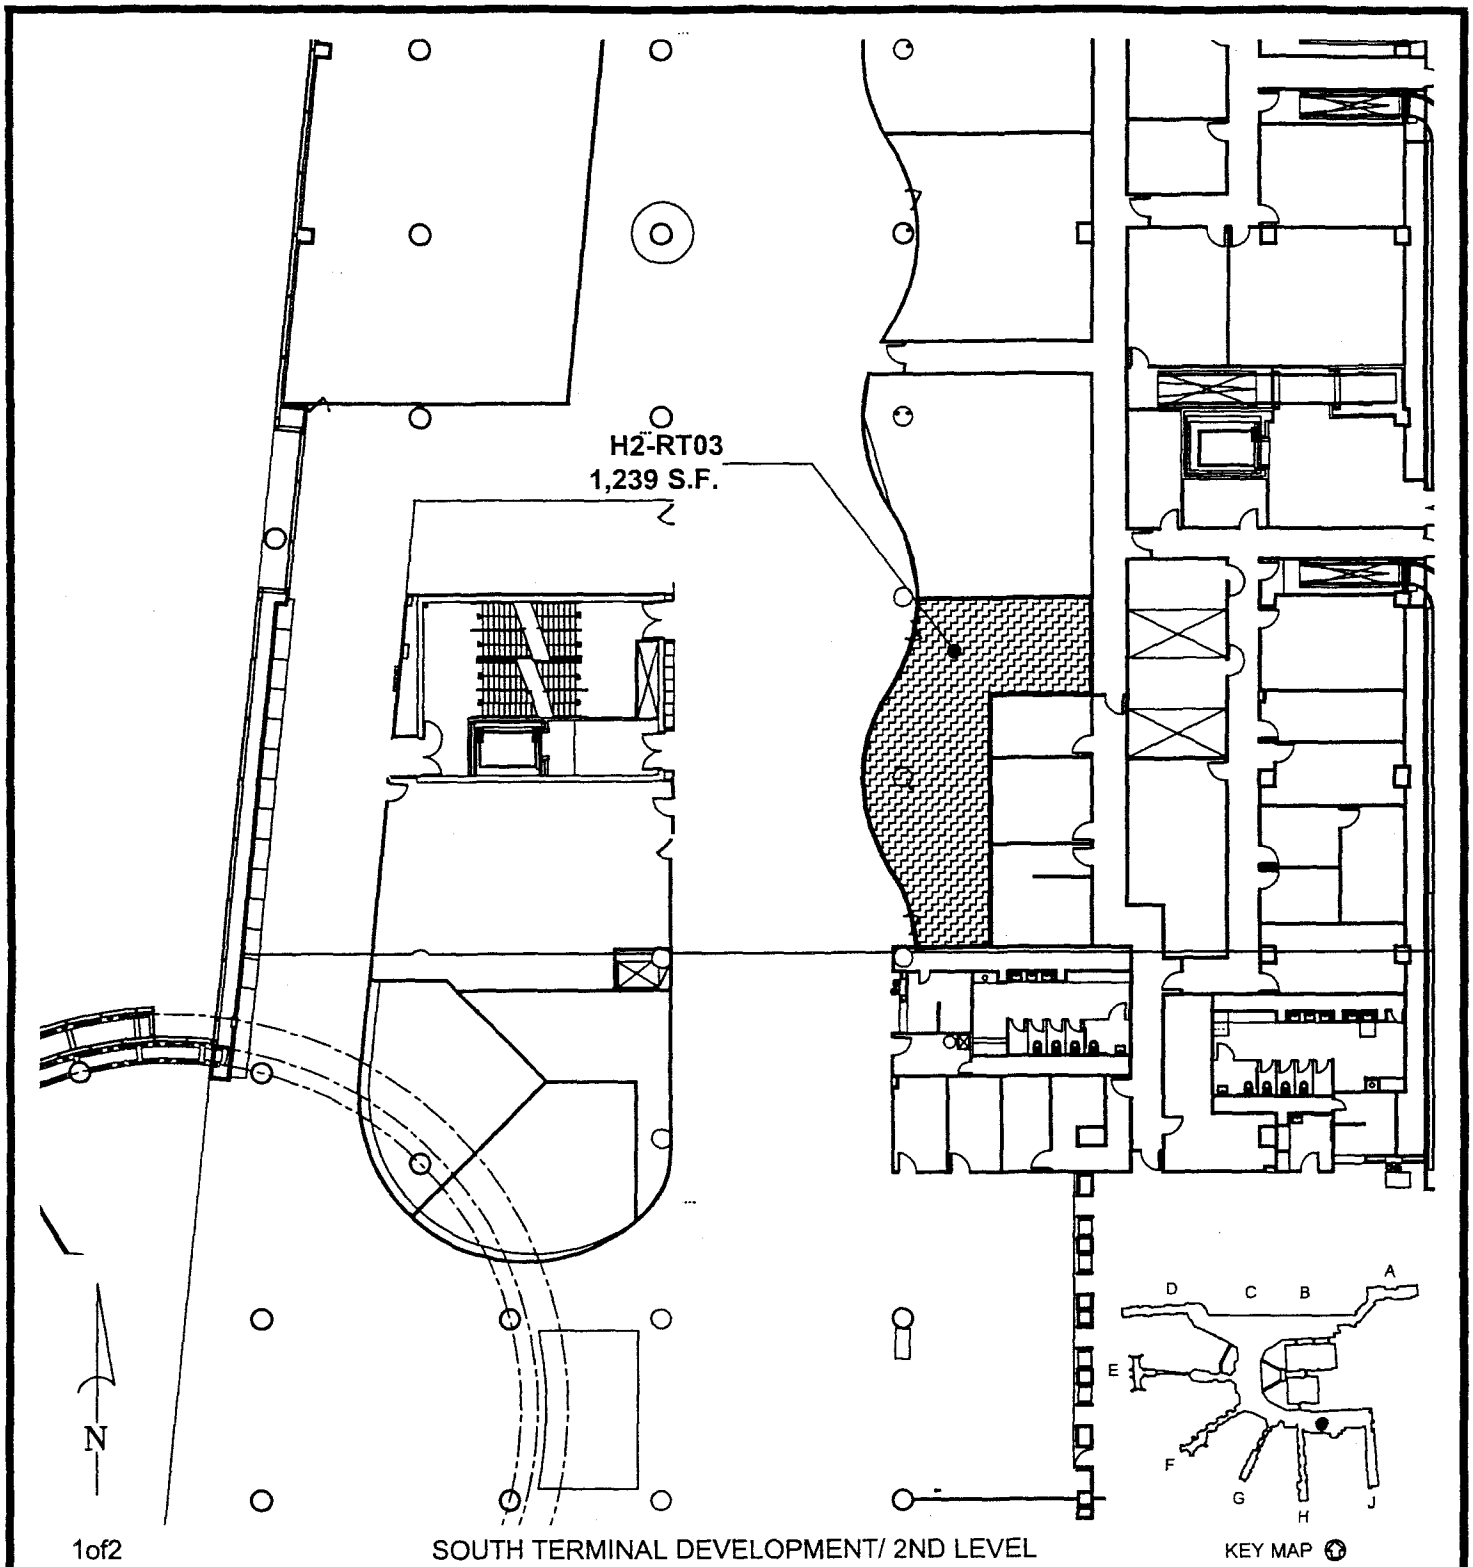 H2-RT03
1,239 S.F.
A
D
C
B
E
F
G
H
J
N
1of2
SOUTH TERMINAL DEVELOPMENT/ 2ND LEVEL
KEY MAP